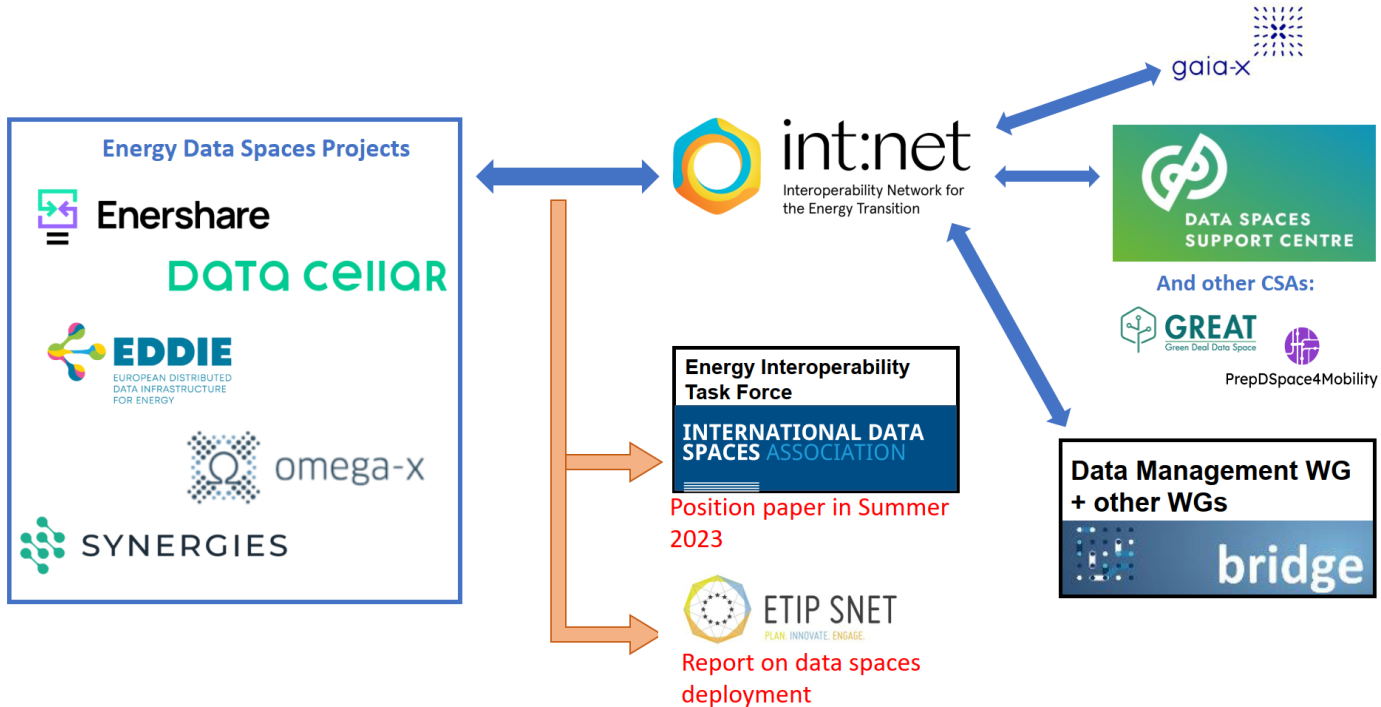 Energy Data Spaces Projects
Enershare
DATA CELLAR
EDDIE
EUROPEAN DISTRIBUTED
DATA INFRASTRUCTURE
FOR ENERGY
omega-x
SYNERGIES
int:net
Interoperability Network for
the Energy Transition
Energy Interoperability
Task Force
INTERNATIONAL DATA
SPACES ASSOCIATION
Position paper in Summer
2023
ETIP SNET
PLAN. INNOVATE. ENGAGE.
Report on data spaces
deployment
gaia-x
DATA SPACES
SUPPORT CENTRE
And other CSAs:
GREAT
Green Deal Data Space
PrepDSpace4Mobility
Data Management WG
+ other WGs
bridge